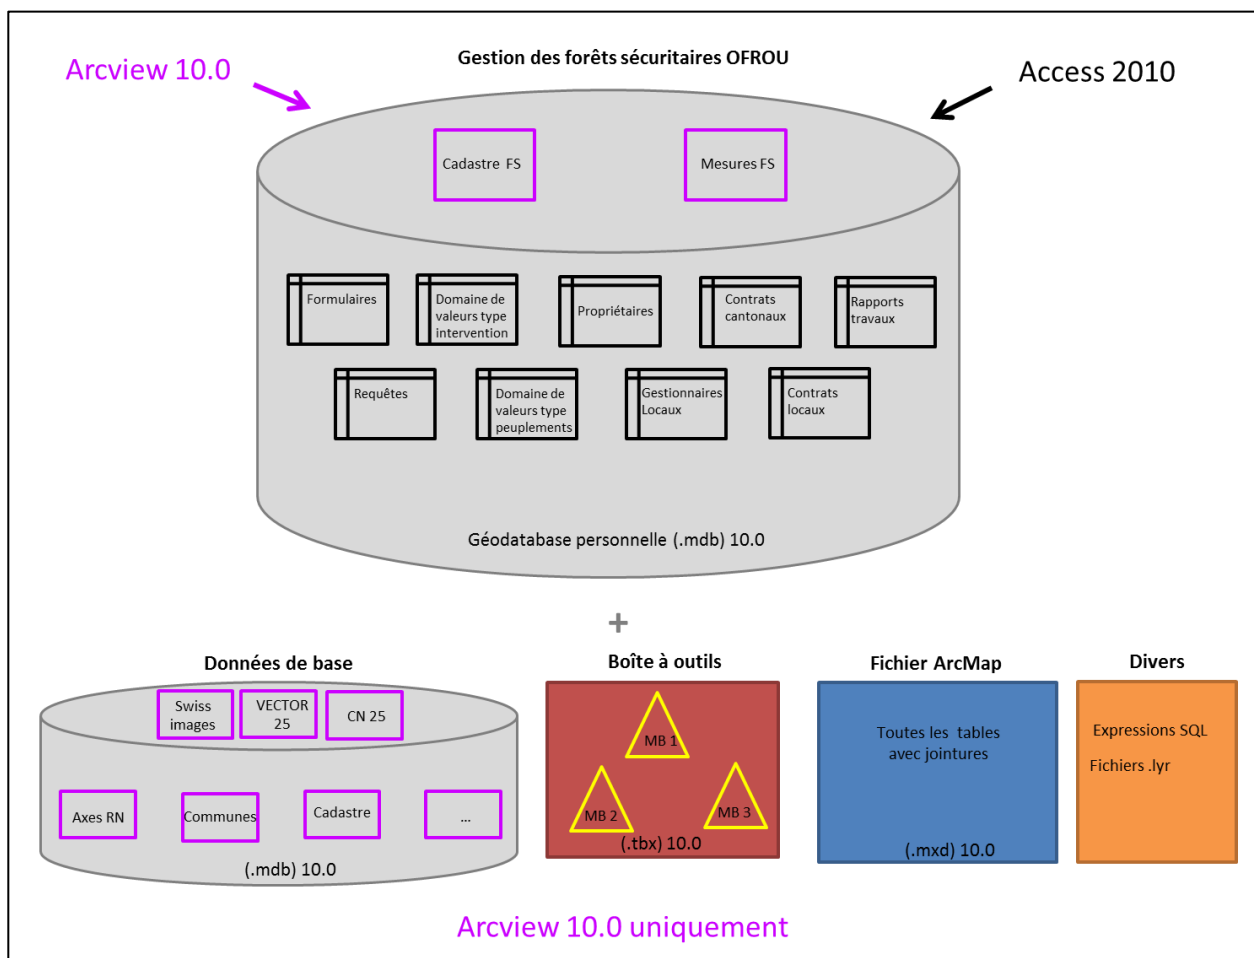 Gestion des forêts sécuritaires OFROU
Arcview 10.0
Access 2010
Cadastre FS
Mesures FS
Formulaires
Domaine de
valeurs type
intervention
Propriétaires
Contrats
cantonaux
Rapports
travaux
Requêtes
Domaine de
valeurs type
peuplements
Gestionnaires
Locaux
Contrats
locaux
Géodatabase personnelle (.mdb) 10.0
+
Données de base
Boîte à outils
Fichier ArcMap
Divers
Swiss
images
VECTOR
25
CN 25
Axes RN
Communes
Cadastre
...
(.mdb) 10.0
MB 1
MB 2
MB 3
(.tbx) 10.0
Toutes les tables
avec jointures
(.mxd) 10.0
Expressions SQL
Fichiers .lyr
Arcview 10.0 uniquement